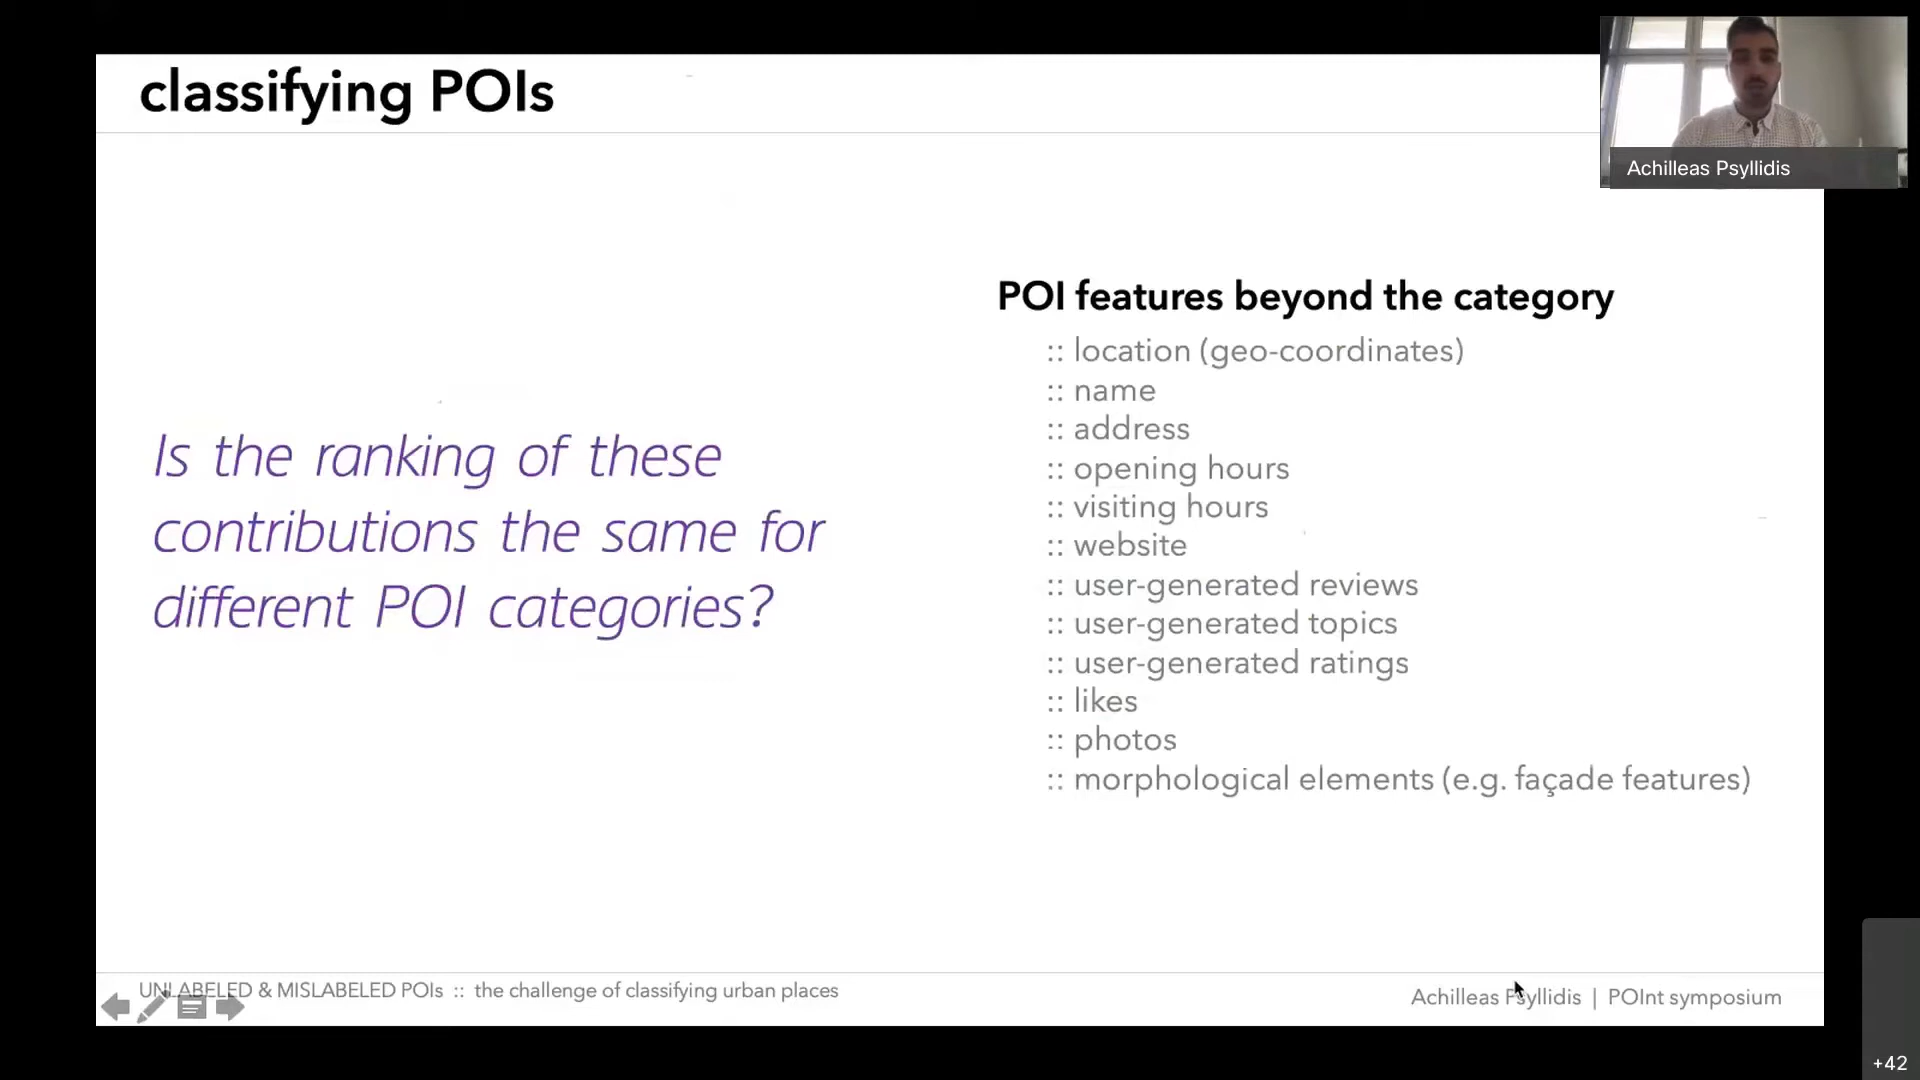 classifying POIs
Achilleas Psyllidis
POI features beyond the category
:: location (geo-coordinates)
:: name
:: address
:: opening hours
:: visiting hours
:: website
:: user-generated reviews
:: user-generated topics
:: user-generated ratings
:: likes
:: photos
:: morphological elements (e.g. façade features)
Is the ranking of these
contributions the same for
different POI categories?
UNLABELED & MISLABELED POIs :: the challenge of classifying urban places
Achilleas Psyllidis | POInt symposium
+42